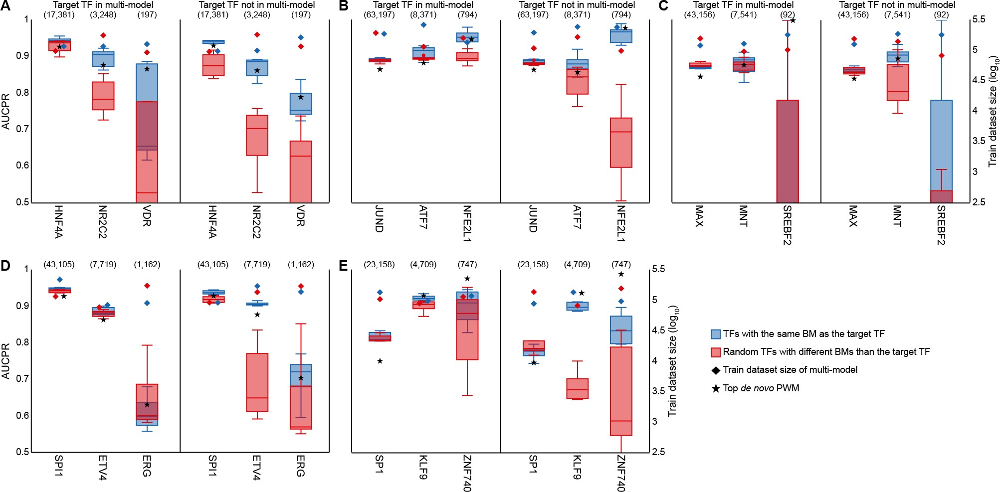 A
Target TF in multi-model
Target TF not in multi-model
(17,381) (3,248) (197)
(17,381) (3,248) (197)
AUCPR
1
0.9
0.8
0.7
0.6
0.5
HNF4A
NR2C2
VDR
HNF4A
NR2C2
VDR
B
Target TF in multi-model
Target TF not in multi-model
(63,197) (8,371) (794)
(63,197) (8,371) (794)
JUND
ATF7
NFE2L1
JUND
ATF7
NFE2L1
C
Target TF in multi-model
Target TF not in multi-model
(43,156) (7,541) (92)
(43,156) (7,541) (92)
MAX
MNT
SREBF2
MAX
MNT
SREBF2
5.5
5
4.5
4
3.5
3
2.5
Train dataset size (log10)
D
(43,105) (7,719) (1,162)
(43,105) (7,719) (1,162)
AUCPR
1
0.9
0.8
0.7
0.6
0.5
SPI1
ETV4
ERG
SPI1
ETV4
ERG
E
(23,158) (4,709) (747)
(23,158) (4,709) (747)
SP1
KLF9
ZNF740
SP1
KLF9
ZNF740
5.5
5
4.5
4
3.5
3
2.5
Train dataset size (log10)
TFs with the same BM as the target TF
Random TFs with different BMs than the target TF
Train dataset size of multi-model
Top de novo PWM